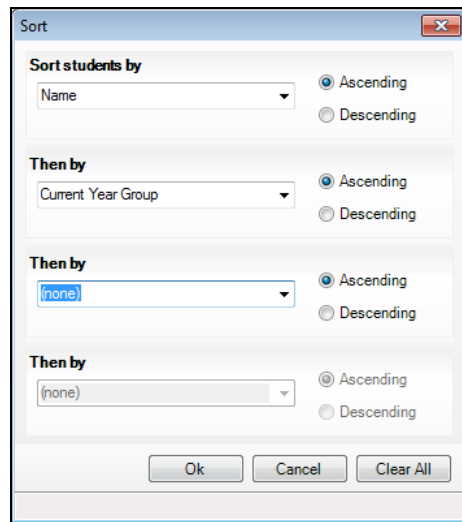 Sort
Sort students by
Name
Ascending
Descending
Then by
Current Year Group
Ascending
Descending
Then by
(none)
Ascending
Descending
Then by
(none)
Ascending
Descending
Ok Cancel Clear All